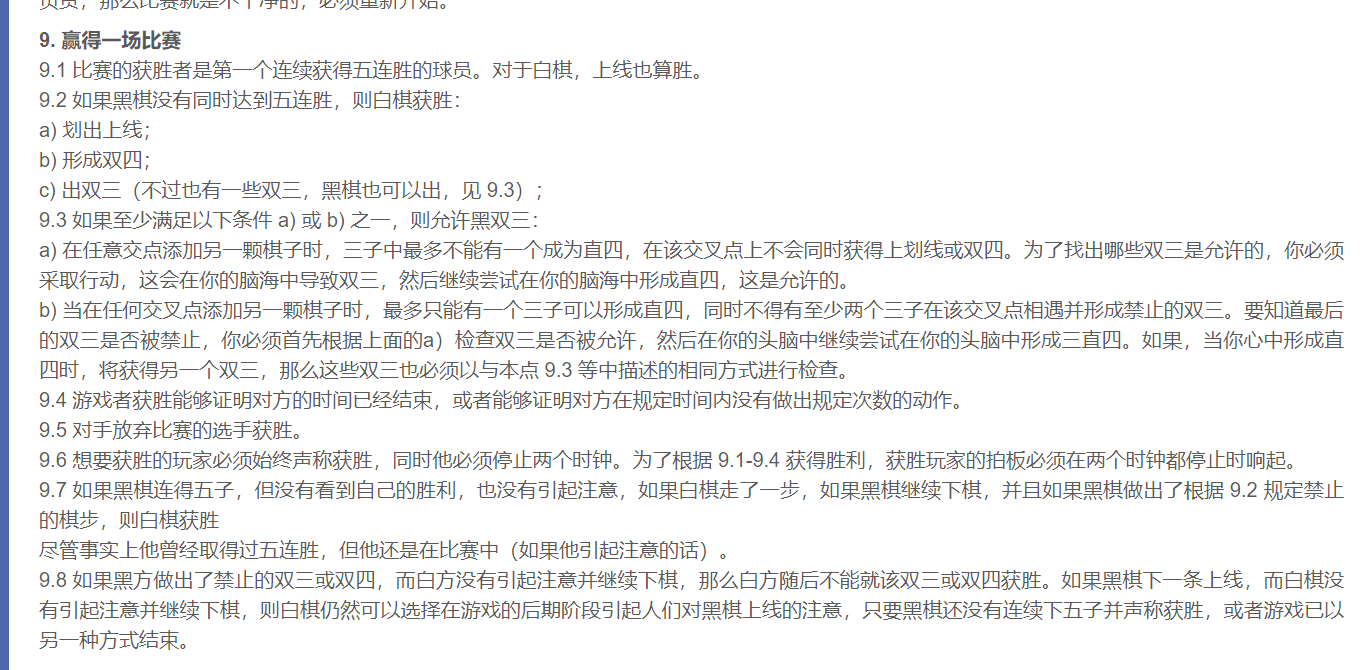 负责，那么比赛就是不干净的，必须重新开始。
9. 赢得一场比赛
9.1 比赛的获胜者是第一个连续获得五连胜的球员。对于白棋，上线也算胜。
9.2 如果黑棋没有同时达到五连胜，则白棋获胜：
a) 划出上线；
b) 形成双四；
c) 出双三（不过也有一些双三，黑棋也可以出，见 9.3）；
9.3 如果至少满足以下条件 a) 或 b) 之一，则允许黑双三：
a) 在任意交点添加另一颗棋子时，三子中最多不能有一个成为直四，在该交叉点上不会同时获得上划线或双四。为了找出哪些双三是允许的，你必须
采取行动，这会在你的脑海中导致双三，然后继续尝试在你的脑海中形成直四，这是允许的。
b) 当在任何交叉点添加另一颗棋子时，最多只能有一个三子可以形成直四，同时不得有至少两个三子在该交叉点相遇并形成禁止的双三。要知道最后
的双三是否被禁止，你必须首先根据上面的a）检查双三是否被允许，然后在你的头脑中继续尝试在你的头脑中形成三直四。如果，当你心中形成直
四时，将获得另一个双三，那么这些双三也必须以与本点 9.3 等中描述的相同方式进行检查。
9.4 游戏者获胜能够证明对方的时间已经结束，或者能够证明对方在规定时间内没有做出规定次数的动作。
9.5 对手放弃比赛的选手获胜。
9.6 想要获胜的玩家必须始终声称获胜，同时他必须停止两个时钟。为了根据 9.1-9.4 获得胜利，获胜玩家的拍板必须在两个时钟都停止时响起。
9.7 如果黑棋连得五子，但没有看到自己的胜利，也没有引起注意，如果白棋走了一步，如果黑棋继续下棋，并且如果黑棋做出了根据 9.2 规定禁止
的棋步，则白棋获胜
尽管事实上他曾经取得过五连胜，但他还是在比赛中（如果他引起注意的话）。
9.8 如果黑方做出了禁止的双三或双四，而白方没有引起注意并继续下棋，那么白方随后不能就该双三或双四获胜。如果黑棋下一条上线，而白棋没
有引起注意并继续下棋，则白棋仍然可以选择在游戏的后期阶段引起人们对黑棋上线的注意，只要黑棋还没有连续下五子并声称获胜，或者游戏已以
另一种方式结束。